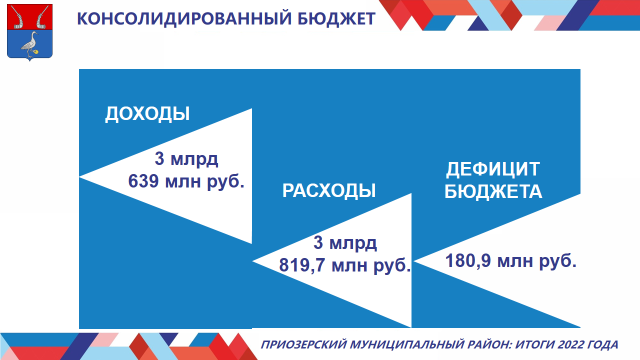 КОНСОЛИДИРОВАННЫЙ БЮДЖЕТ
ДОХОДЫ
3 млрд
639 млн руб.
РАСХОДЫ
3 млрд
819,7 млн руб.
ДЕФИЦИТ
БЮДЖЕТА
180,9 млн руб.
ПРИОЗЕРСКИЙ МУНИЦИПАЛЬНЫЙ РАЙОН: ИТОГИ 2022 ГОДА